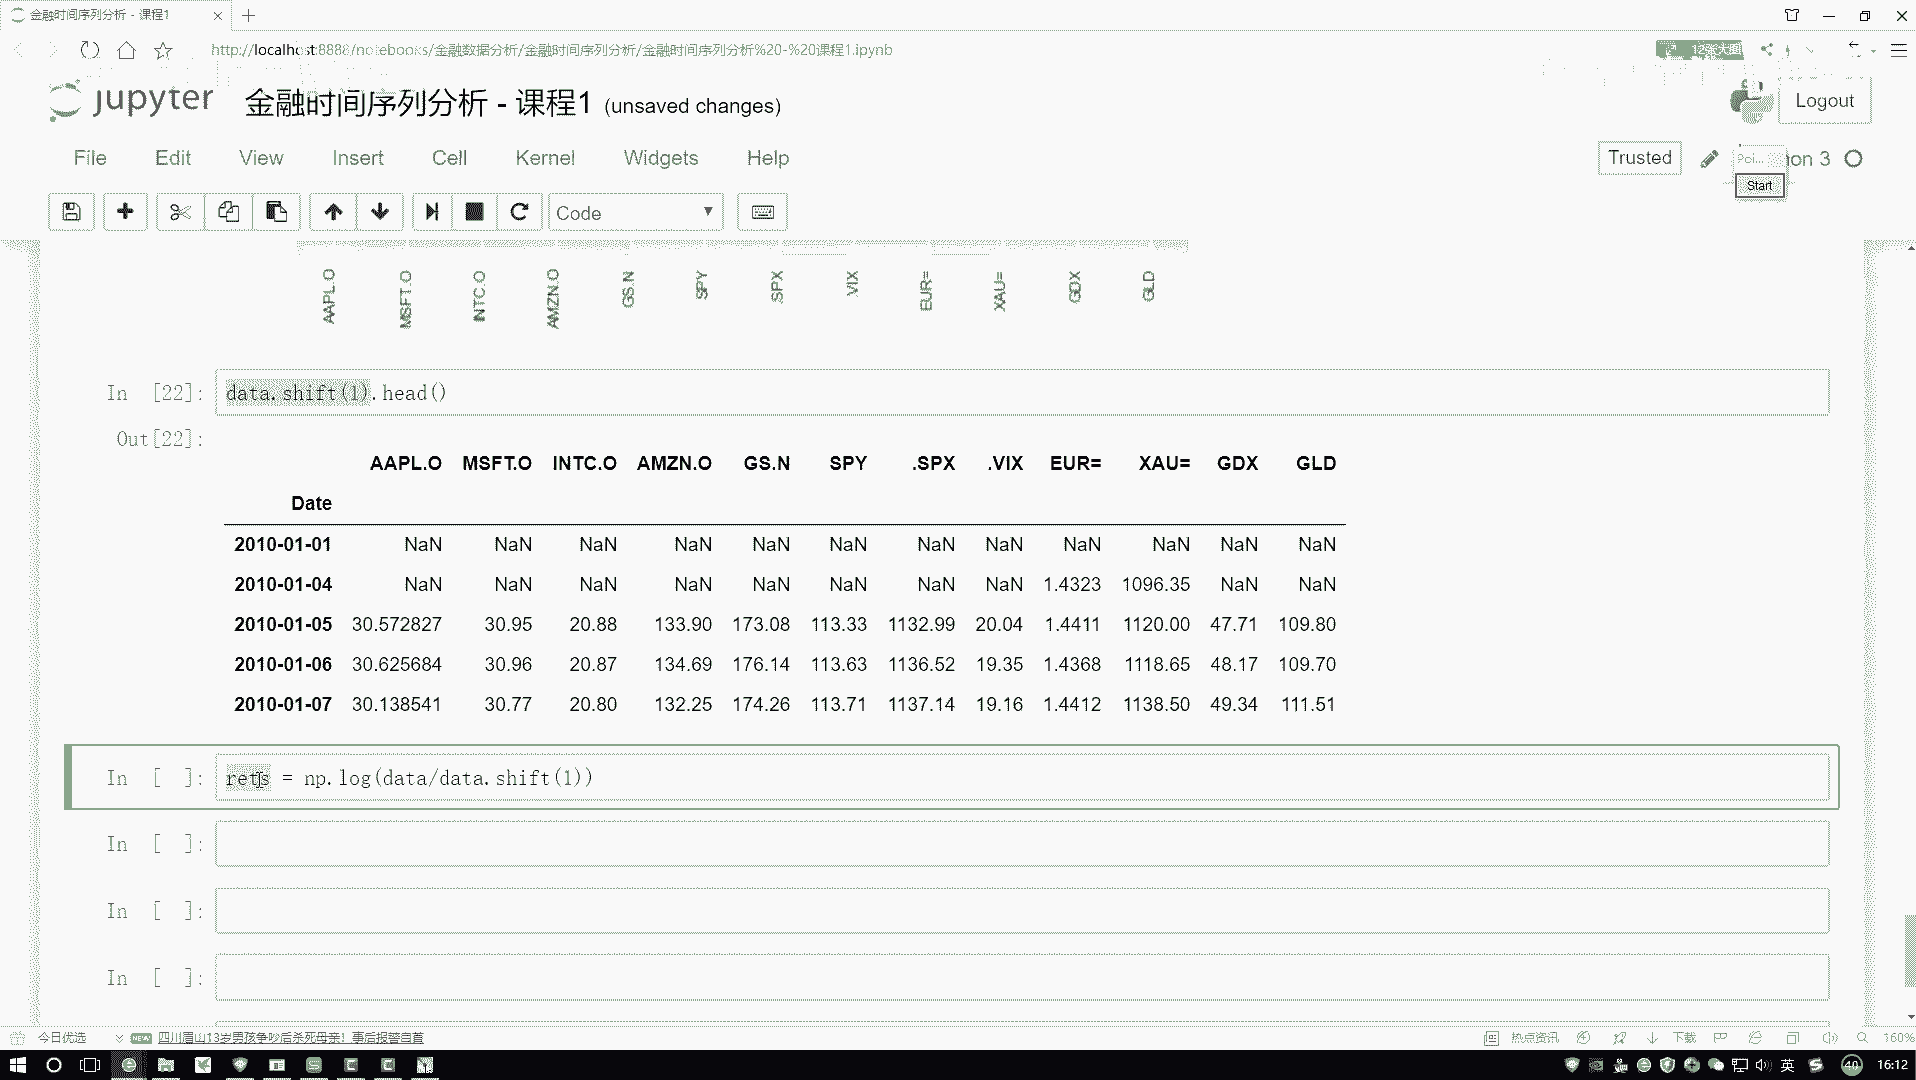 金融时间序列分析 - 课程1
http://localhost:8888/notebooks/金融数据分析/金融时间序列分析/金融时间序列分析%20-%20课程1.ipynb
12张大图
jupyter 金融时间序列分析 - 课程1 (unsaved changes)
Logout
File Edit View Insert Cell Kernel Widgets Help
Trusted
Poi... on 3
Start
Code
AAPL.O MSFT.O INTC.O AMZN.O GS.N SPY .SPX .VIX EUR= XAU= GDX GLD
In [22]: data.shift(1).head()
Out[22]:
AAPL.O MSFT.O INTC.O AMZN.O GS.N SPY .SPX .VIX EUR= XAU= GDX GLD
Date
2010-01-01 NaN NaN NaN NaN NaN NaN NaN NaN NaN NaN NaN NaN
2010-01-04 NaN NaN NaN NaN NaN NaN NaN NaN 1.4323 1096.35 NaN NaN
2010-01-05 30.572827 30.95 20.88 133.90 173.08 113.33 1132.99 20.04 1.4411 1120.00 47.71 109.80
2010-01-06 30.625684 30.96 20.87 134.69 176.14 113.63 1136.52 19.35 1.4368 1118.65 48.17 109.70
2010-01-07 30.138541 30.77 20.80 132.25 174.26 113.71 1137.14 19.16 1.4412 1138.50 49.34 111.51
In [ ]: rets = np.log(data/data.shift(1))
In [ ]:
In [ ]:
In [ ]:
今日优选 NEW 四川眉山13岁男孩争吵后杀死母亲！事后报警自首
热点资讯 下载 160%
英 40 16:12